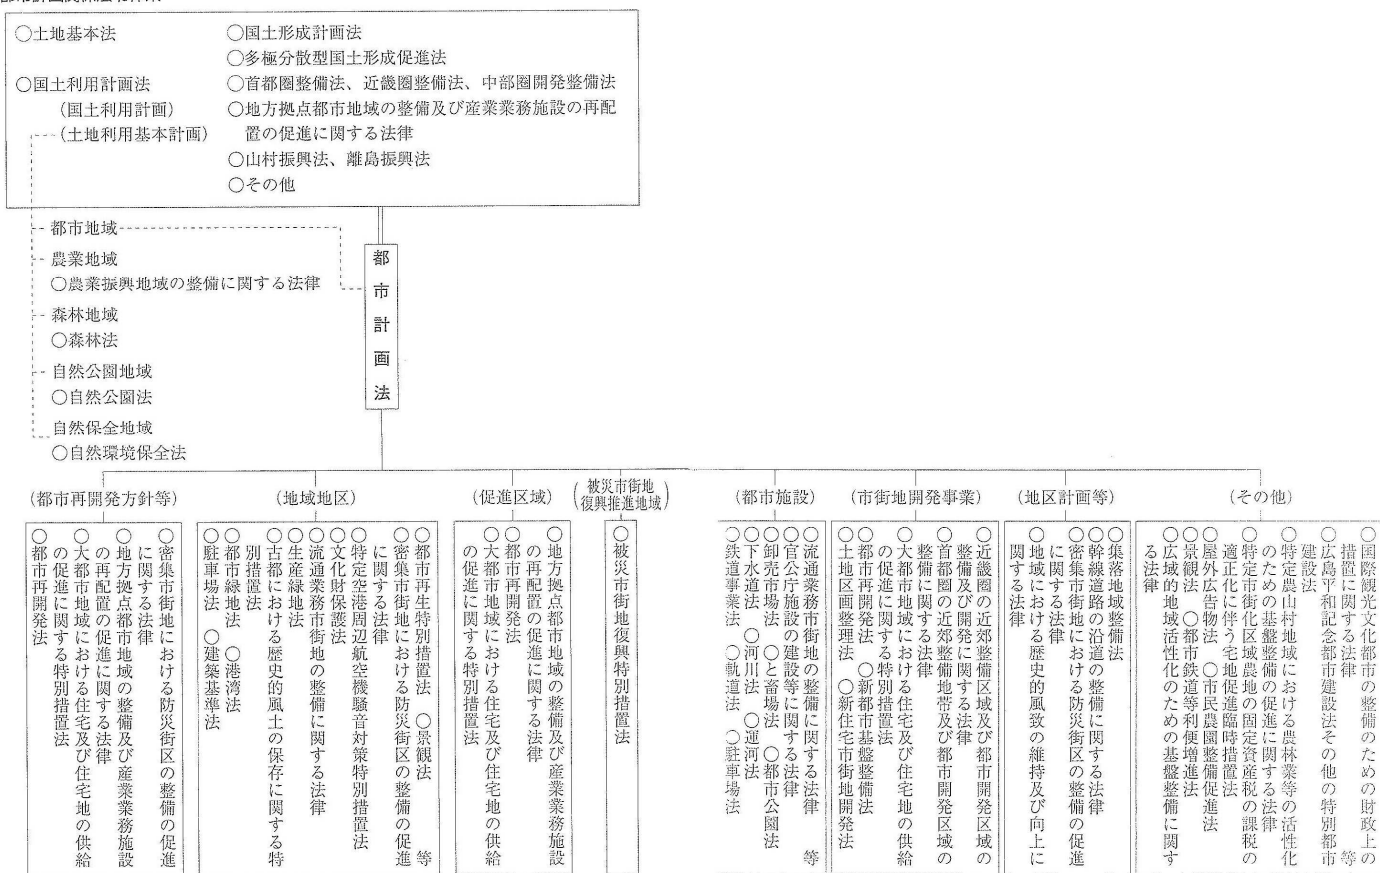 ○土地基本法
○国土利用計画法
(国土利用計画)
(土地利用基本計画)
○国土形成計画法
○多極分散型国土形成促進法
○首都圏整備法、近畿圏整備法、中部圏開発整備法
○地方拠点都市地域の整備及び産業業務施設の再配
置の促進に関する法律
○山村振興法、離島振興法
○その他
都市地域
農業地域
○農業振興地域の整備に関する法律
森林地域
○森林法
自然公園地域
○自然公園法
自然保全地域
○自然環境保全法
都市計画法
(都市再開発方針等)
○密集市街地における防災街区の整備の促進
に関する法律
○地方拠点都市地域の整備及び産業業務施設
の再配置の促進に関する法律
○大都市地域における住宅及び住宅地の供給
の促進に関する特別措置法
○都市再開発法
(地域地区)
○都市再生特別措置法 ○景観法 等
○密集市街地における防災街区の整備の促進
に関する法律
○特定空港周辺航空機騒音対策特別措置法
○文化財保護法
○流通業務市街地の整備に関する法律
○生産緑地法
○古都における歴史的風土の保存に関する特
別措置法
○都市緑地法 ○港湾法
○駐車場法 ○建築基準法
(促進区域)
○地方拠点都市地域の整備及び産業業務施設
の再配置の促進に関する法律
○都市再開発法
○大都市地域における住宅及び住宅地の供給
の促進に関する特別措置法
(被災市街地
復興推進地域)
○被災市街地復興特別措置法
(都市施設)
○流通業務市街地の整備に関する法律 等
○官公庁施設の建設等に関する法律
○卸売市場法 ○と畜場法 ○都市公園法
○下水道法 ○河川法 ○運河法
○鉄道事業法 ○軌道法 ○駐車場法
(市街地開発事業)
○近畿圏の近郊整備区域及び都市開発区域の
整備及び開発に関する法律
○首都圏の近郊整備地帯及び都市開発区域の
整備に関する法律
○大都市地域における住宅及び住宅地の供給
の促進に関する特別措置法
○都市再開発法 ○新都市基盤整備法
○土地区画整理法 ○新住宅市街地開発法
(地区計画等)
○集落地域整備法
○幹線道路の沿道の整備に関する法律
○密集市街地における防災街区の整備の促進
に関する法律
○地域における歴史的風致の維持及び向上に
関する法律
(その他)
○国際観光文化都市の整備のための財政上の
措置に関する法律 等
○広島平和記念都市建設法その他の特別都市
建設法
○特定農山村地域における農林業等の活性化
のための基盤整備の促進に関する法律
○特定市街化区域農地の固定資産税の課税の
適正化に伴う宅地化促進臨時措置法
○屋外広告物法 ○市民農園整備促進法
○景観法 ○都市鉄道等利便増進法
○広域的地域活性化のための基盤整備に関す
る法律